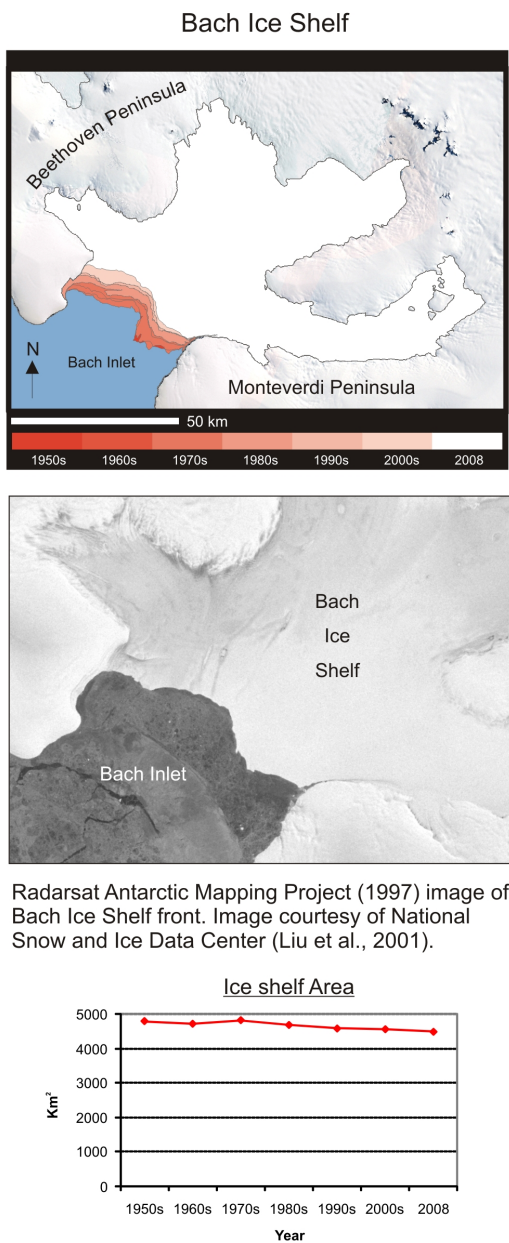 Bach Ice Shelf
Beethoven Peninsula
N
Bach Inlet
Monteverdi Peninsula
50 km
1950s 1960s 1970s 1980s 1990s 2000s 2008
Bach
Ice
Shelf
Bach Inlet
Radarsat Antarctic Mapping Project (1997) image of
Bach Ice Shelf front. Image courtesy of National
Snow and Ice Data Center (Liu et al., 2001).
Ice shelf Area
5000
4000
3000
2000
1000
0
Km²
1950s 1960s 1970s 1980s 1990s 2000s 2008
Year